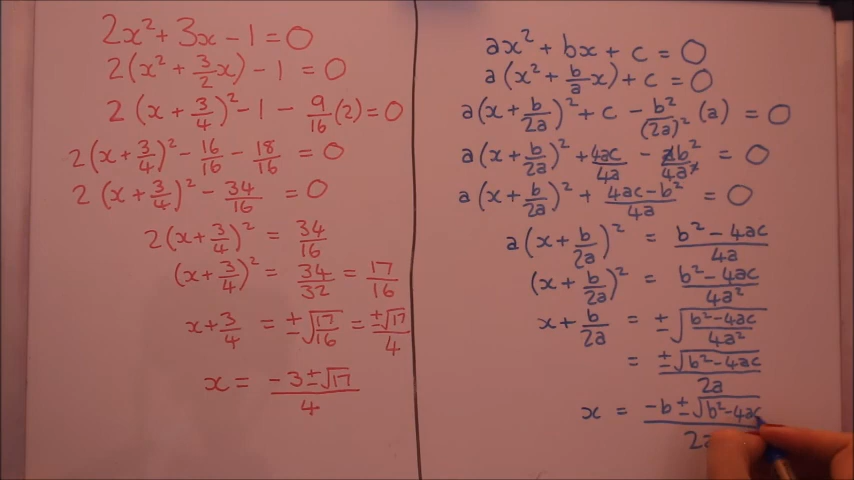 2x² + 3x - 1 = 0
2(x² + 3/2 x) - 1 = 0
2(x + 3/4)² - 1 - 9/16 (2) = 0
2(x + 3/4)² - 16/16 - 18/16 = 0
2(x + 3/4)² - 34/16 = 0
2(x + 3/4)² = 34/16
(x + 3/4)² = 34/32 = 17/16
x + 3/4 = ±√(17/16) = ±√17/4
x = (-3 ± √17)/4
ax² + bx + c = 0
a(x² + b/a x) + c = 0
a(x + b/2a)² + c - b²/(2a)² (a) = 0
a(x + b/2a)² + 4ac/4a - ab²/4a² = 0
a(x + b/2a)² + (4ac - b²)/4a = 0
a(x + b/2a)² = (b² - 4ac)/4a
(x + b/2a)² = (b² - 4ac)/4a²
x + b/2a = ±√((b² - 4ac)/4a²)
= ±√(b² - 4ac)/2a
x = (-b ± √(b² - 4ac))/2a